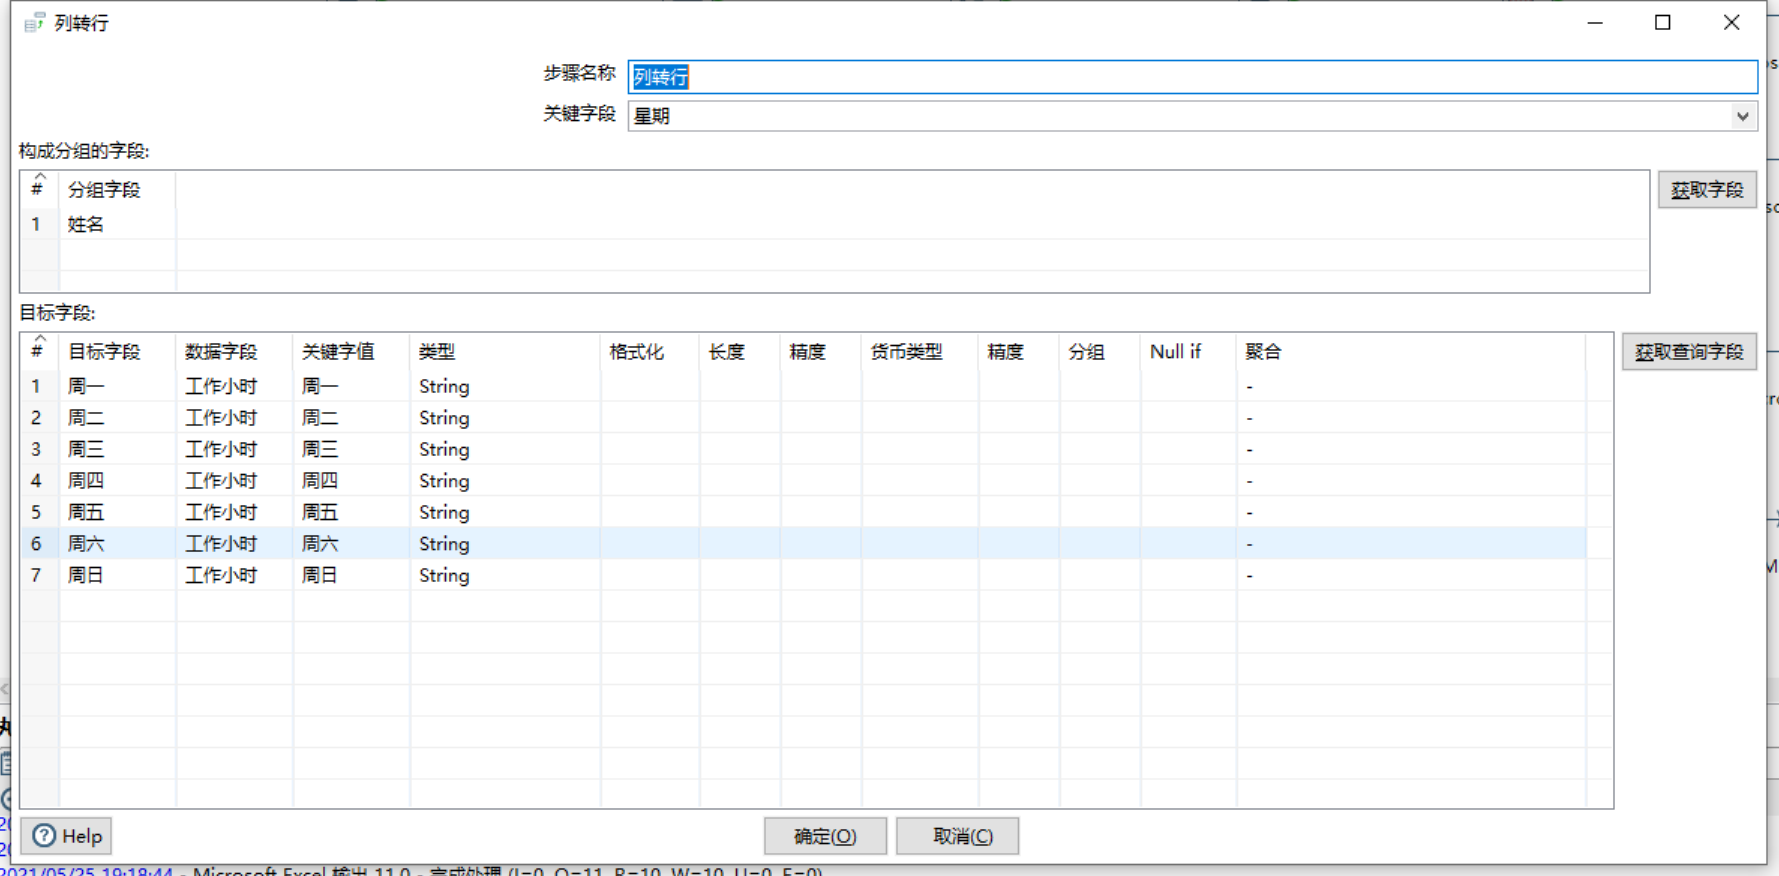 列转行
步骤名称 列转行
关键字段 星期
构成分组的字段:
# 分组字段
获取字段
1 姓名
目标字段:
# 目标字段 数据字段 关键字值 类型 格式化 长度 精度 货币类型 精度 分组 Null if 聚合
获取查询字段
1 周一 工作小时 周一 String -
2 周二 工作小时 周二 String -
3 周三 工作小时 周三 String -
4 周四 工作小时 周四 String -
5 周五 工作小时 周五 String -
6 周六 工作小时 周六 String -
7 周日 工作小时 周日 String -
Help 确定(O) 取消(C)
2021/05/25 19:18:44 - Microsoft Excel 输出 11.0 - 完成处理 (I=0, O=11, R=10, W=10, U=0, E=0)